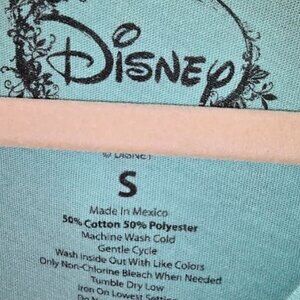 Disney
© DISNEY
S
Made In Mexico
50% Cotton 50% Polyester
Machine Wash Cold
Gentle Cycle
Wash Inside Out With Like Colors
Only Non-Chlorine Bleach When Needed
Tumble Dry Low
Iron On Lowest Setting
Do